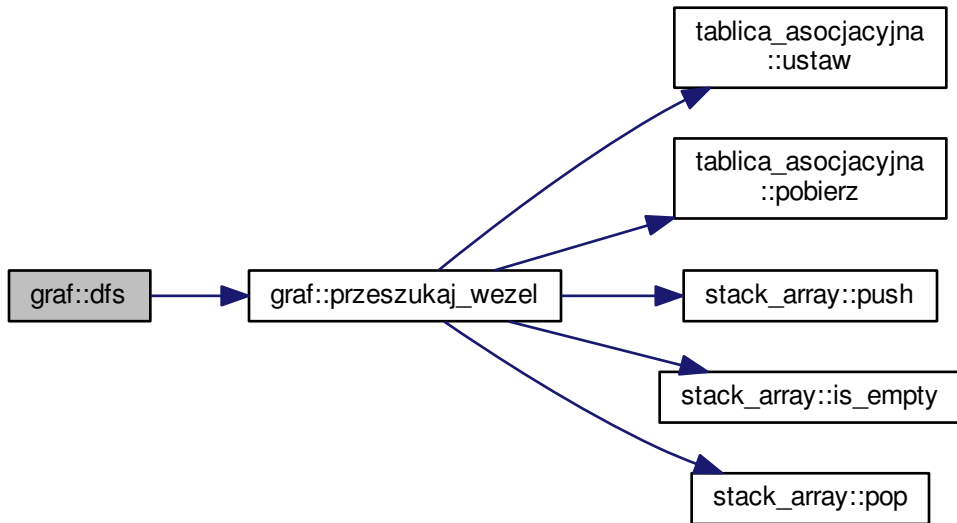 graf::dfs
graf::przeszukaj_wezel
tablica_asocjacyjna
::ustaw
tablica_asocjacyjna
::pobierz
stack_array::push
stack_array::is_empty
stack_array::pop